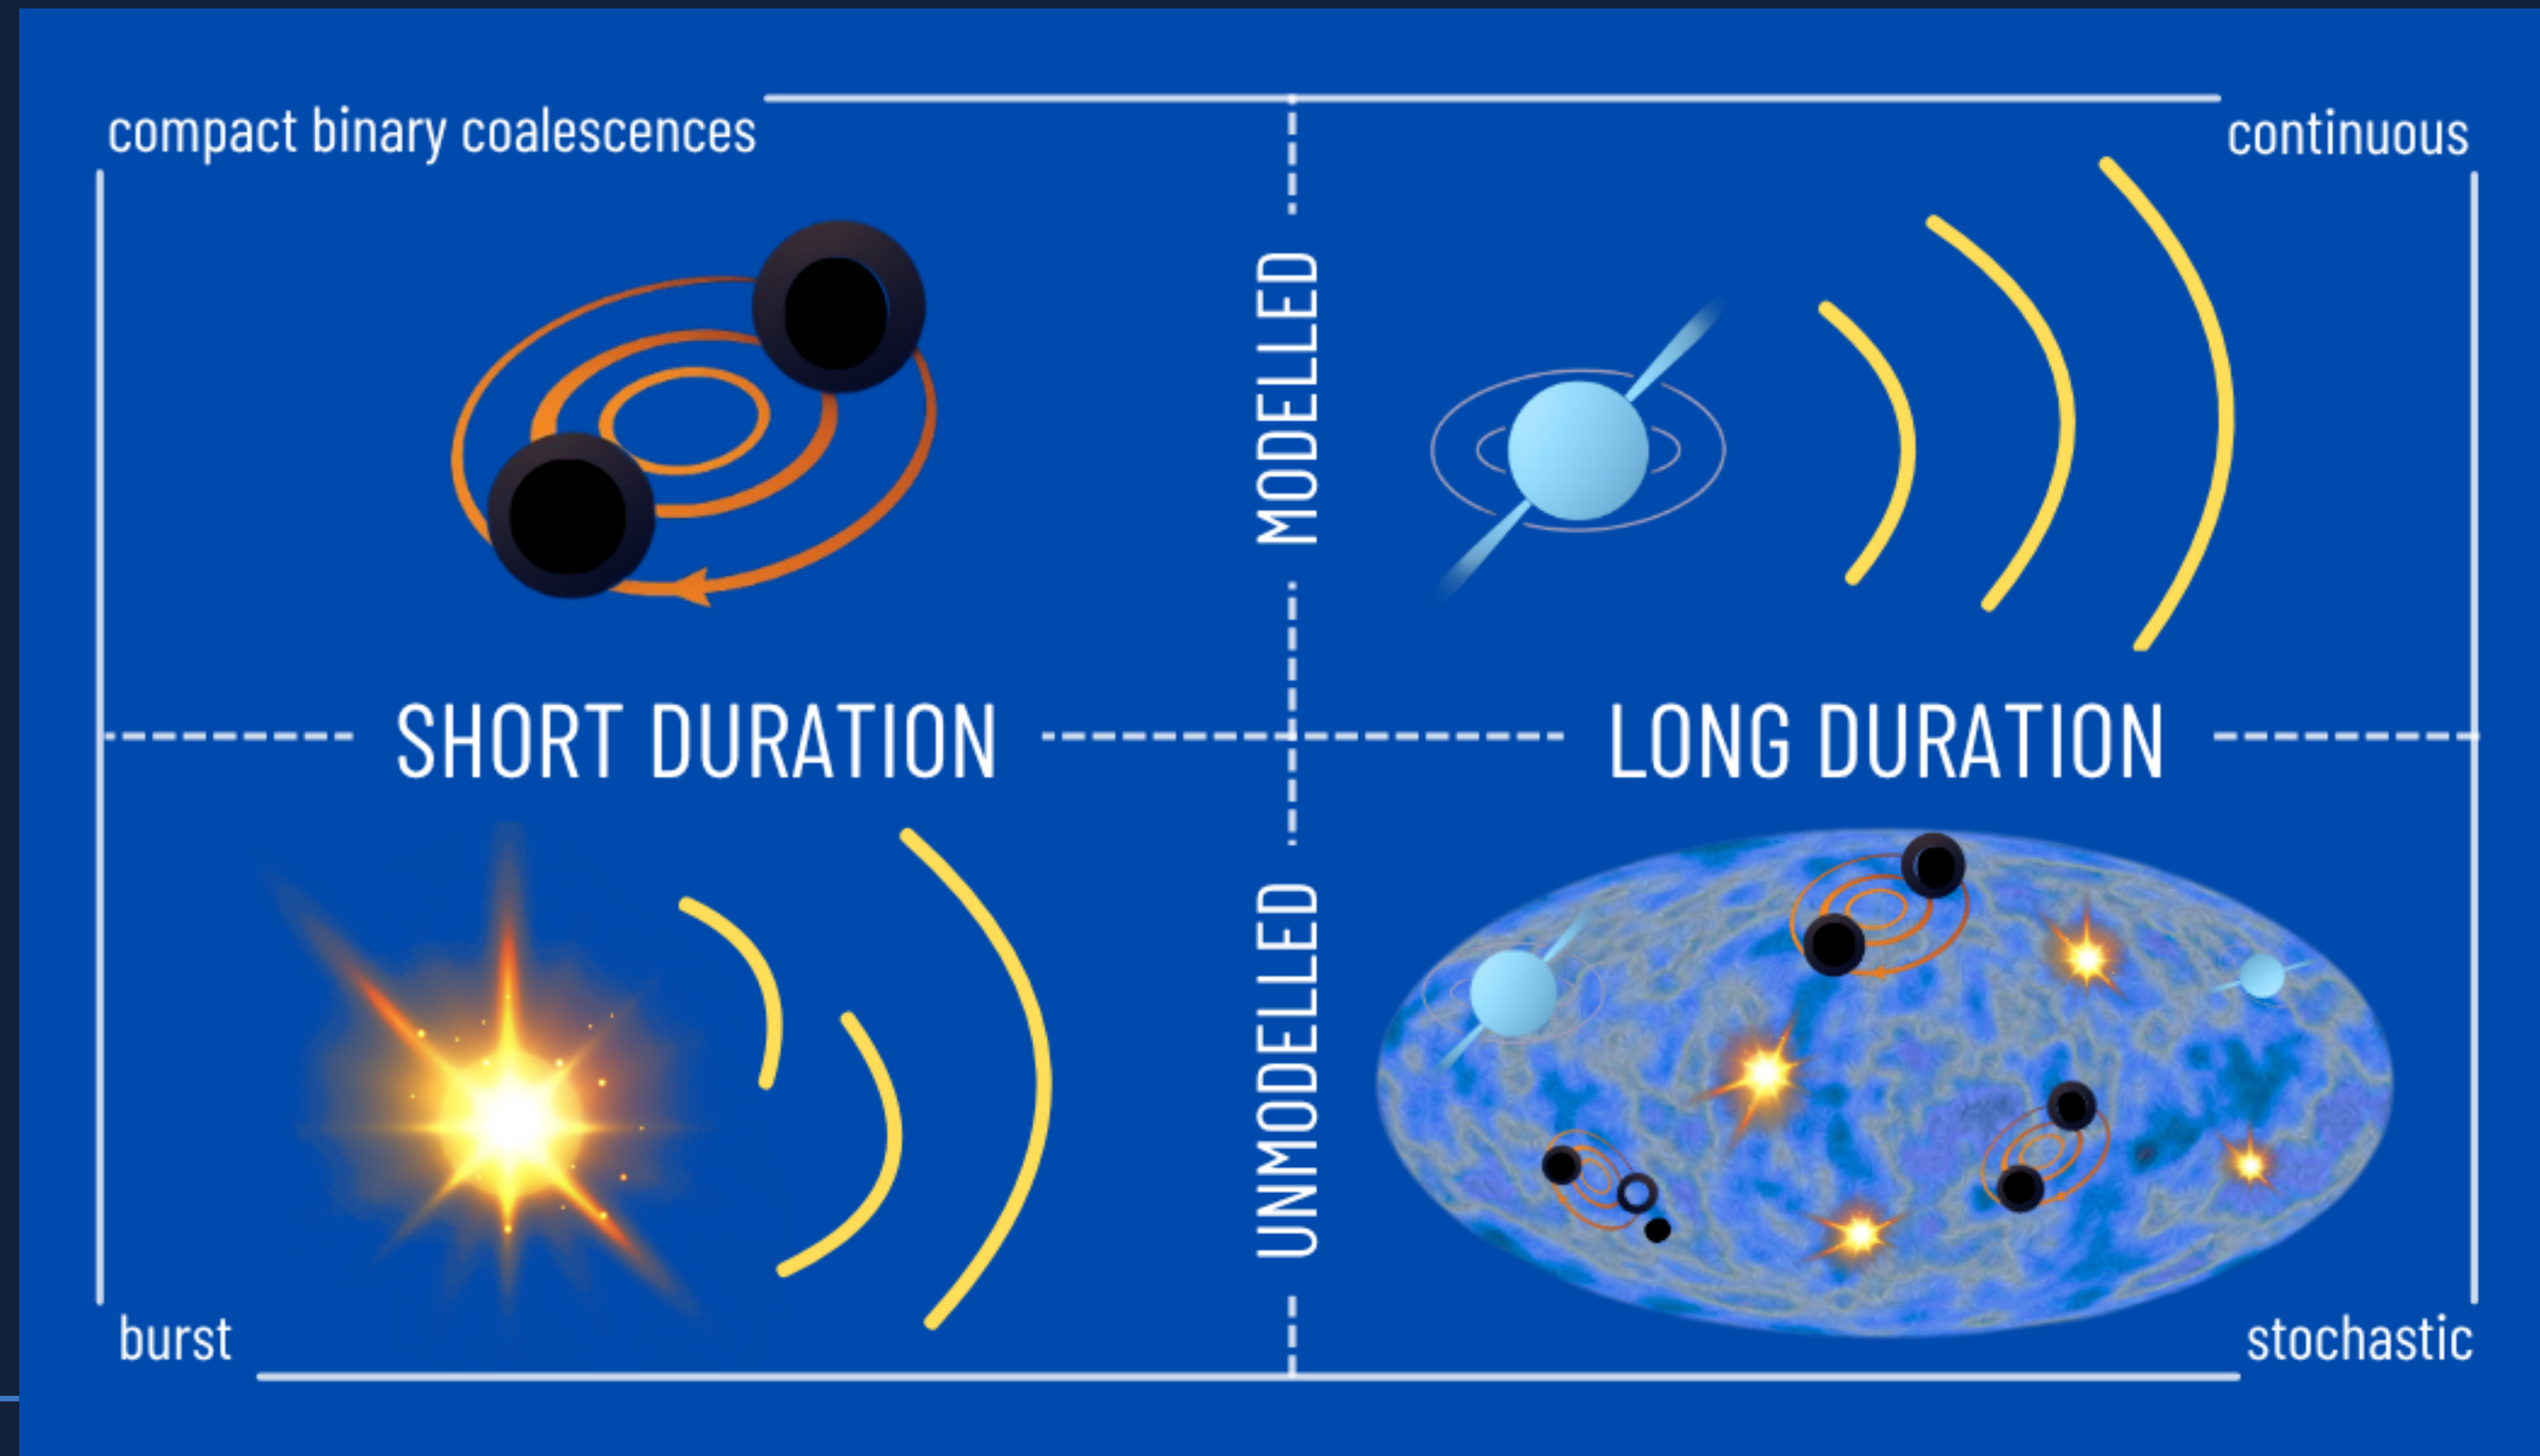 compact binary coalescences
continuous
MODELLED
SHORT DURATION
LONG DURATION
UNMODELLED
burst
stochastic